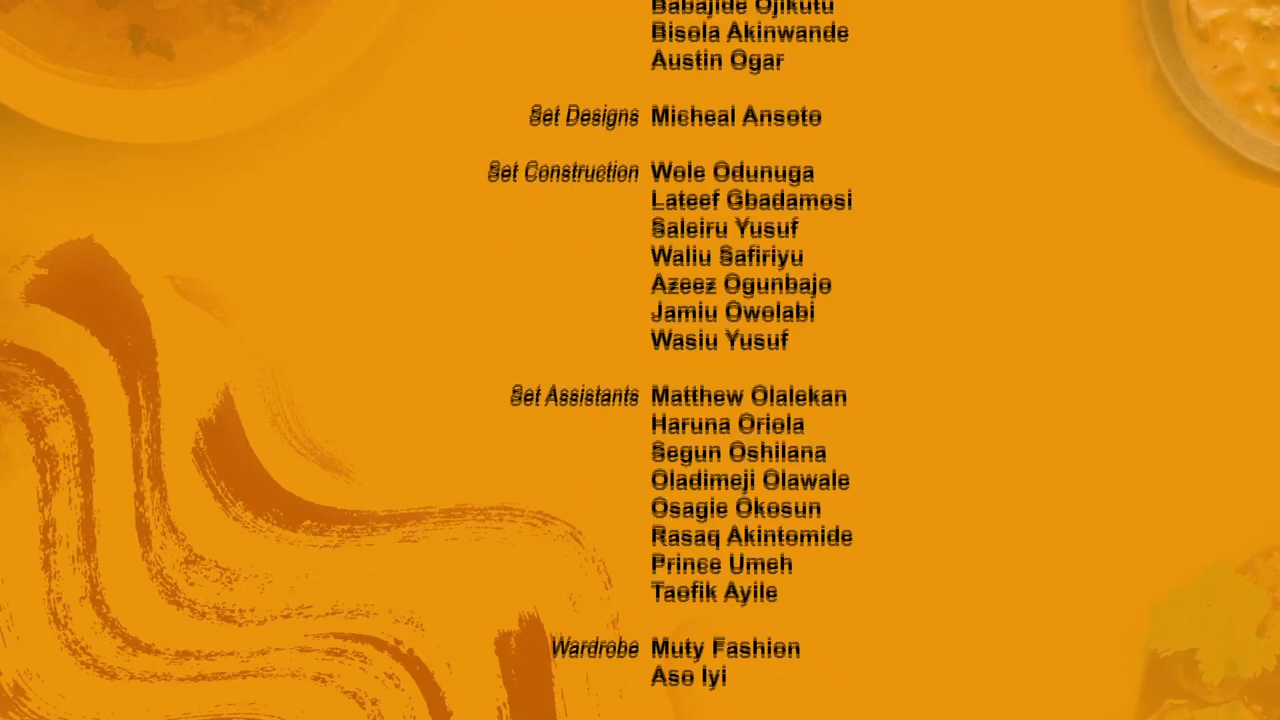 Babajide Ojikutu
Bisola Akinwande
Austin Ogar
Set Designs Micheal Ansoto
Set Construction Wole Odunuga
Lateef Gbadamosi
Saleiru Yusuf
Waliu Safiriyu
Azeez Ogunbajo
Jamiu Owolabi
Wasiu Yusuf
Set Assistants Matthew Olalekan
Haruna Oriola
Segun Oshilana
Oladimeji Olawale
Osagie Okosun
Rasaq Akintomide
Prince Umeh
Taofik Ayile
Wardrobe Muty Fashion
Aso Iyi